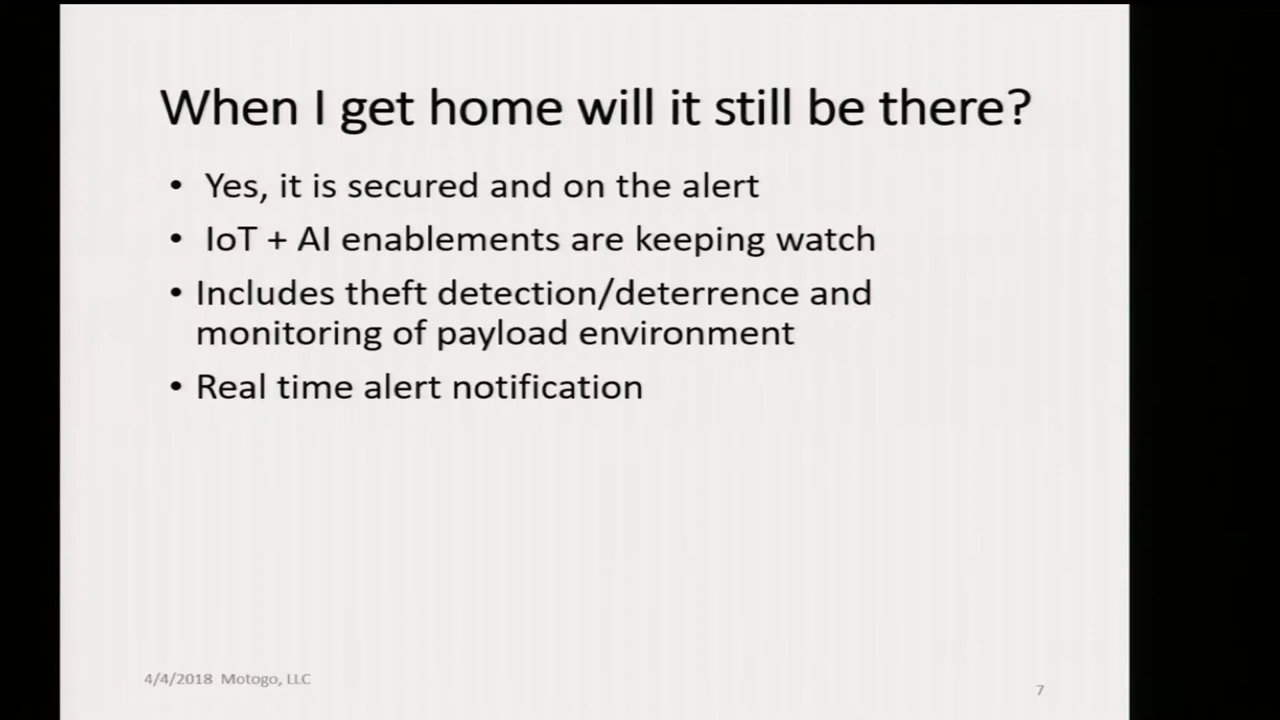 When I get home will it still be there?
• Yes, it is secured and on the alert
• IoT + AI enablements are keeping watch
• Includes theft detection/deterrence and
monitoring of payload environment
• Real time alert notification
4/4/2018 Motogo, LLC
7